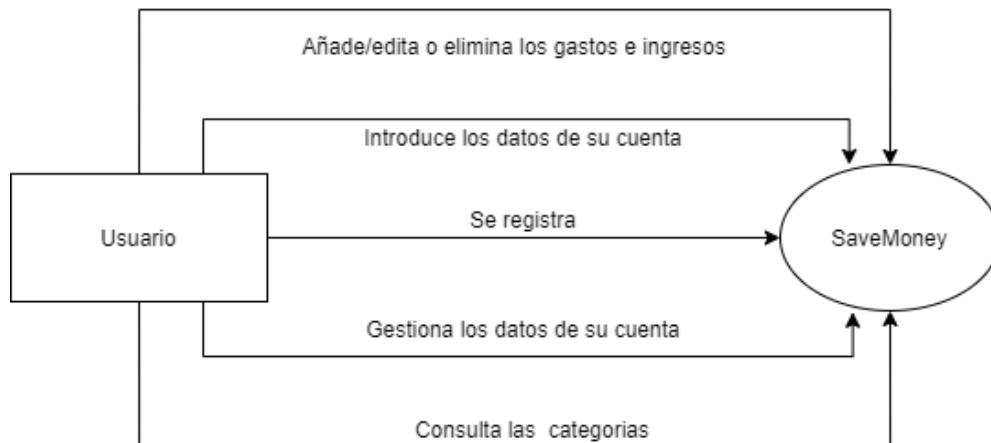 Añade/edita o elimina los gastos e ingresos
Introduce los datos de su cuenta
Se registra
Usuario
SaveMoney
Gestiona los datos de su cuenta
Consulta las categorias